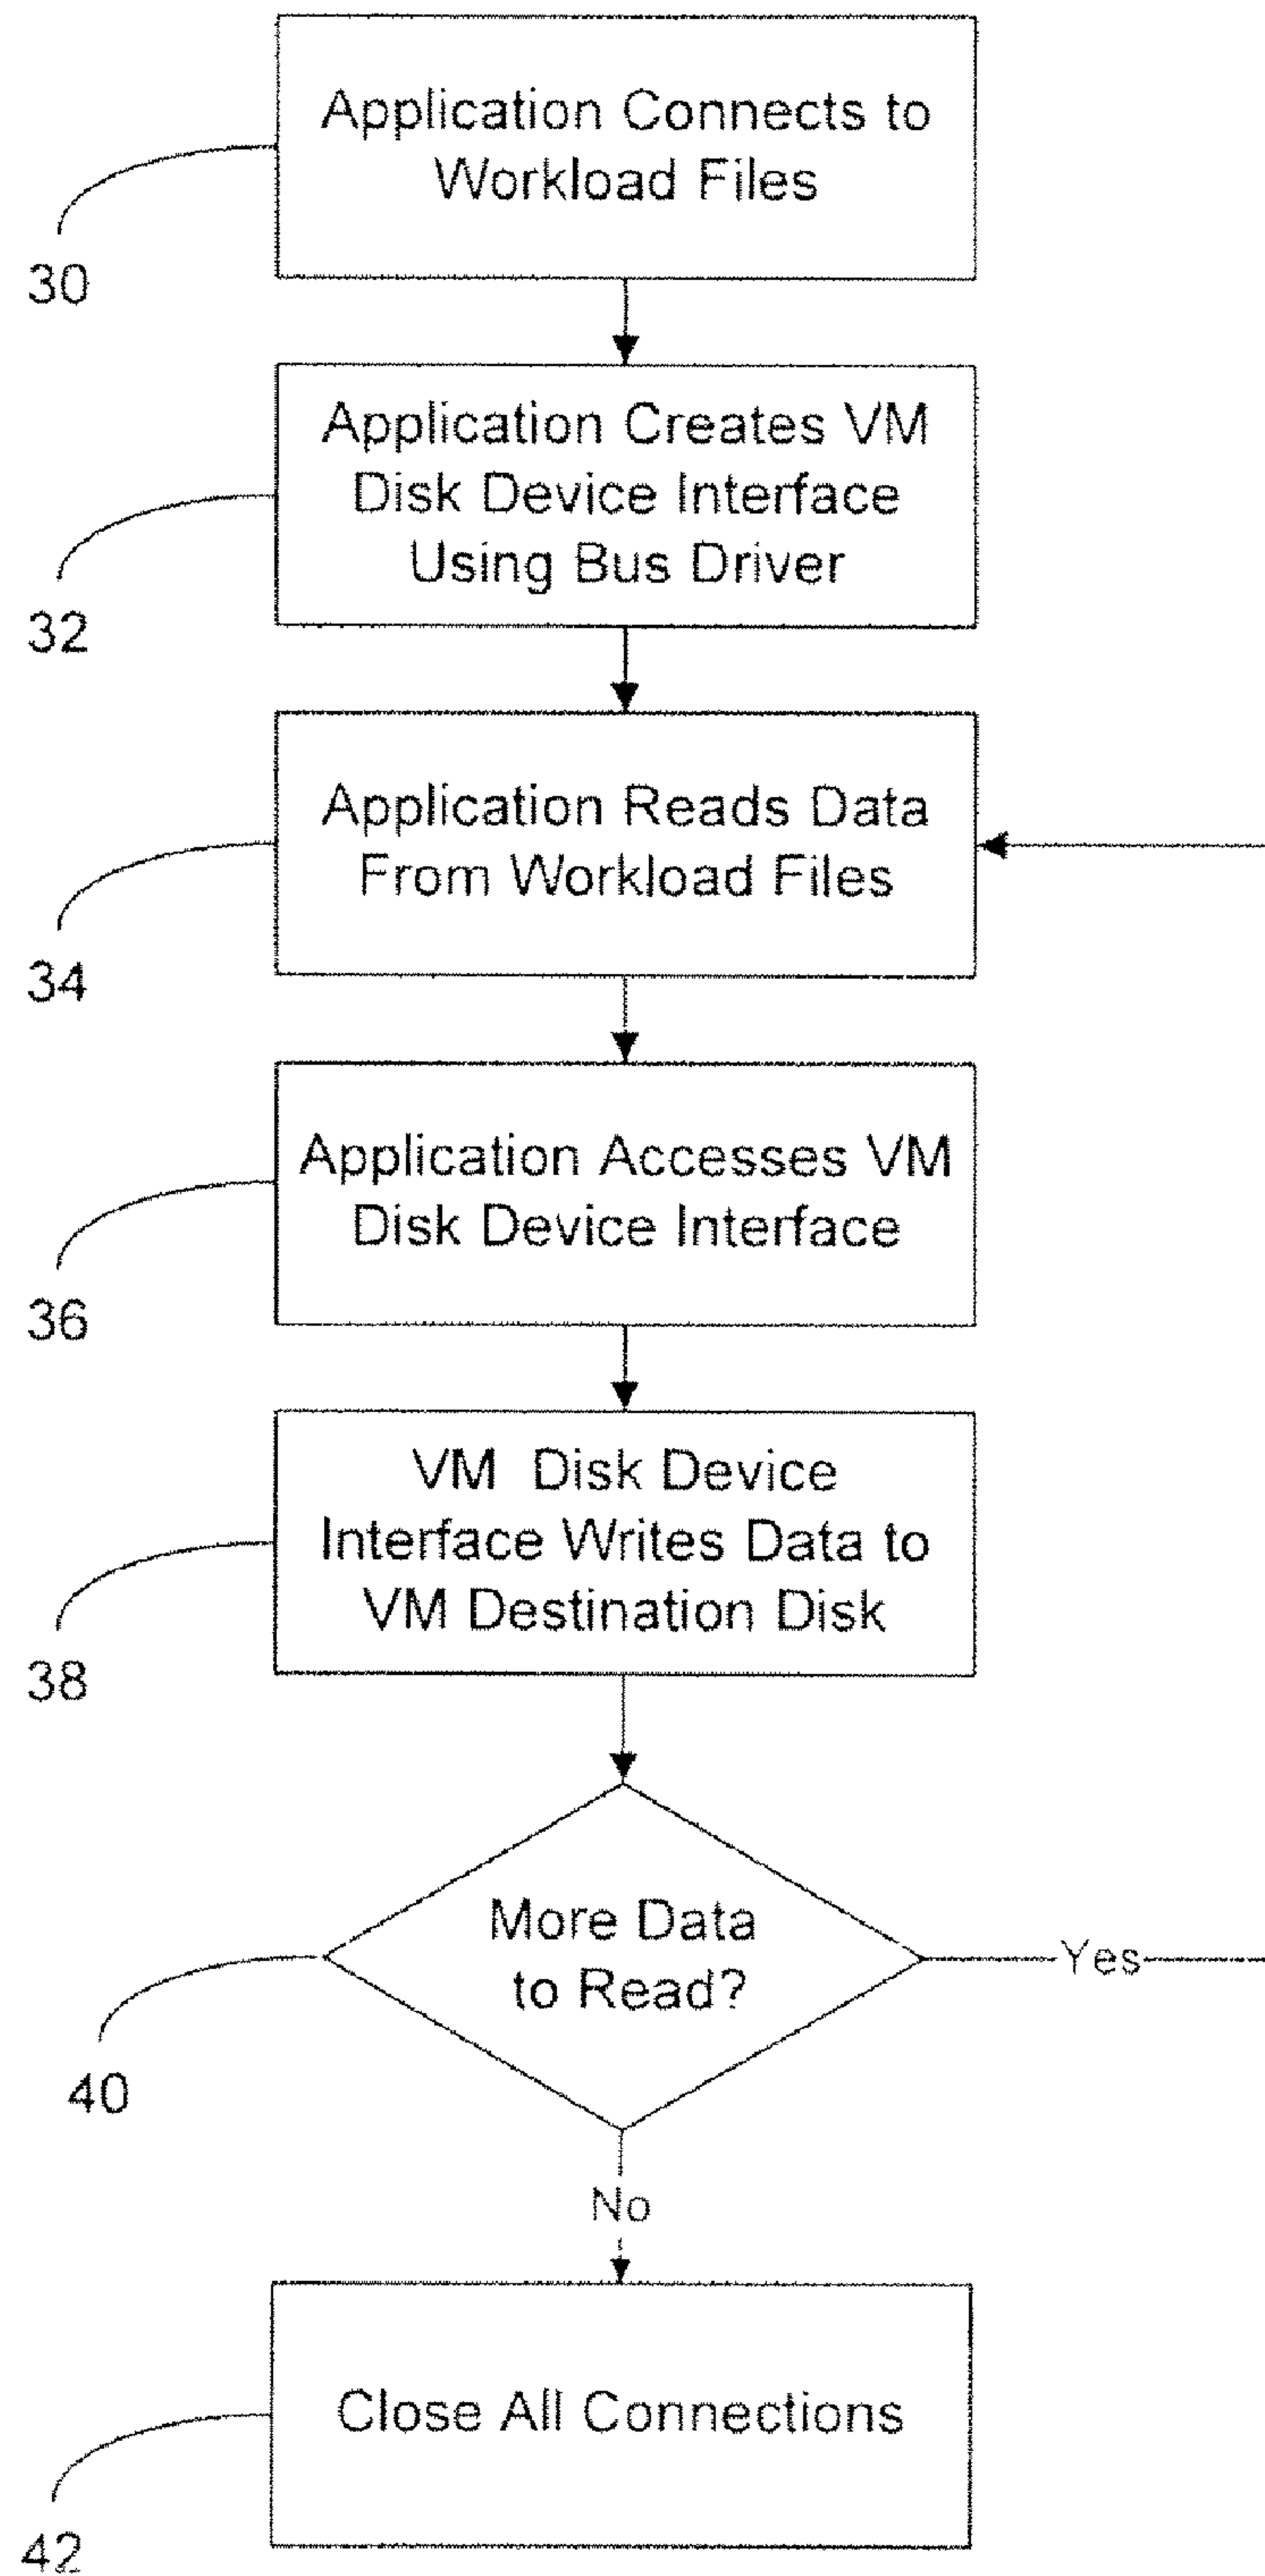 Application Connects to
Workload Files
30
Application Creates VM
Disk Device Interface
Using Bus Driver
32
Application Reads Data
From Workload Files
34
Application Accesses VM
Disk Device Interface
36
VM Disk Device
Interface Writes Data to
VM Destination Disk
38
More Data
to Read?
Yes
40
No
Close All Connections
42